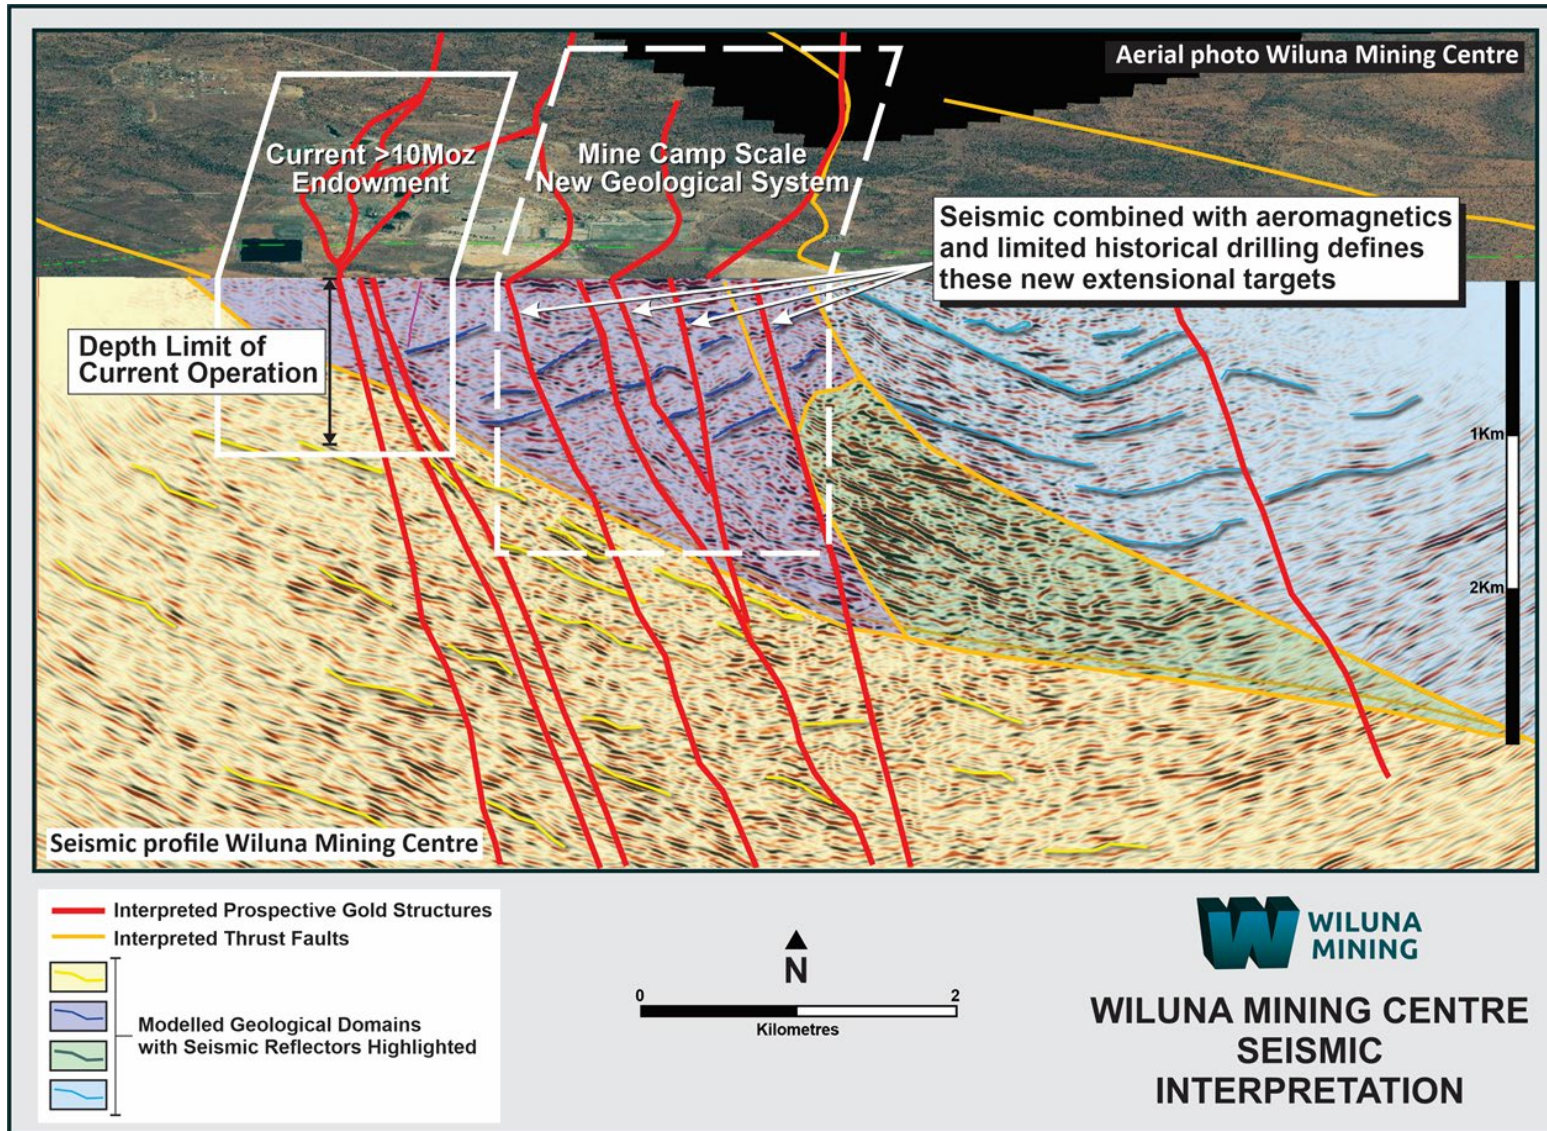 Aerial photo Wiluna Mining Centre
Current >10Moz
Endowment
Mine Camp Scale
New Geological System
Seismic combined with aeromagnetics
and limited historical drilling defines
these new extensional targets
Depth Limit of
Current Operation
1Km
2Km
Seismic profile Wiluna Mining Centre
Interpreted Prospective Gold Structures
Interpreted Thrust Faults
Modelled Geological Domains
with Seismic Reflectors Highlighted
N
0 2
Kilometres
W WILUNA
MINING
WILUNA MINING CENTRE
SEISMIC
INTERPRETATION